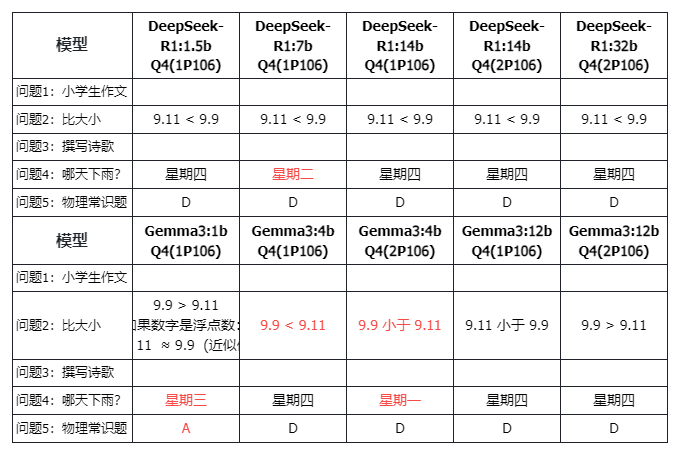 模型 DeepSeek-R1:1.5b Q4(1P106) DeepSeek-R1:7b Q4(1P106) DeepSeek-R1:14b Q4(1P106) DeepSeek-R1:14b Q4(2P106) DeepSeek-R1:32b Q4(2P106)
问题1：小学生作文
问题2：比大小 9.11 < 9.9 9.11 < 9.9 9.11 < 9.9 9.11 < 9.9 9.11 < 9.9
问题3：撰写诗歌
问题4：哪天下雨？ 星期四 星期二 星期四 星期四 星期四
问题5：物理常识题 D D D D D
模型 Gemma3:1b Q4(1P106) Gemma3:4b Q4(1P106) Gemma3:4b Q4(2P106) Gemma3:12b Q4(1P106) Gemma3:12b Q4(2P106)
问题1：小学生作文
问题2：比大小 9.9 > 9.11 果数字是浮点数： 11 ≈ 9.9（近似 9.9 < 9.11 9.9 小于 9.11 9.11 小于 9.9 9.9 > 9.11
问题3：撰写诗歌
问题4：哪天下雨？ 星期三 星期四 星期一 星期四 星期四
问题5：物理常识题 A D D D D